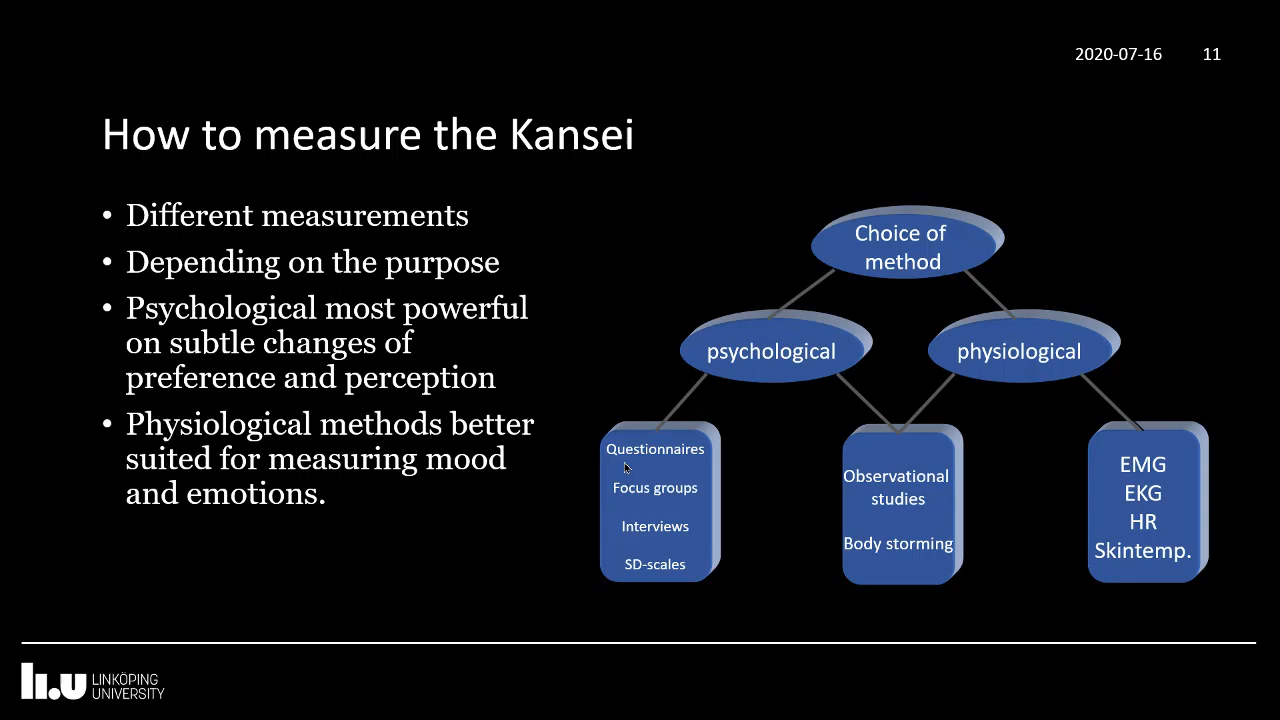 2020-07-16 11
How to measure the Kansei
• Different measurements
• Depending on the purpose
• Psychological most powerful
on subtle changes of
preference and perception
• Physiological methods better
suited for measuring mood
and emotions.
Choice of
method
psychological
physiological
Questionnaires
Focus groups
Interviews
SD-scales
Observational
studies
Body storming
EMG
EKG
HR
Skintemp.
li.u LINKÖPING
UNIVERSITY